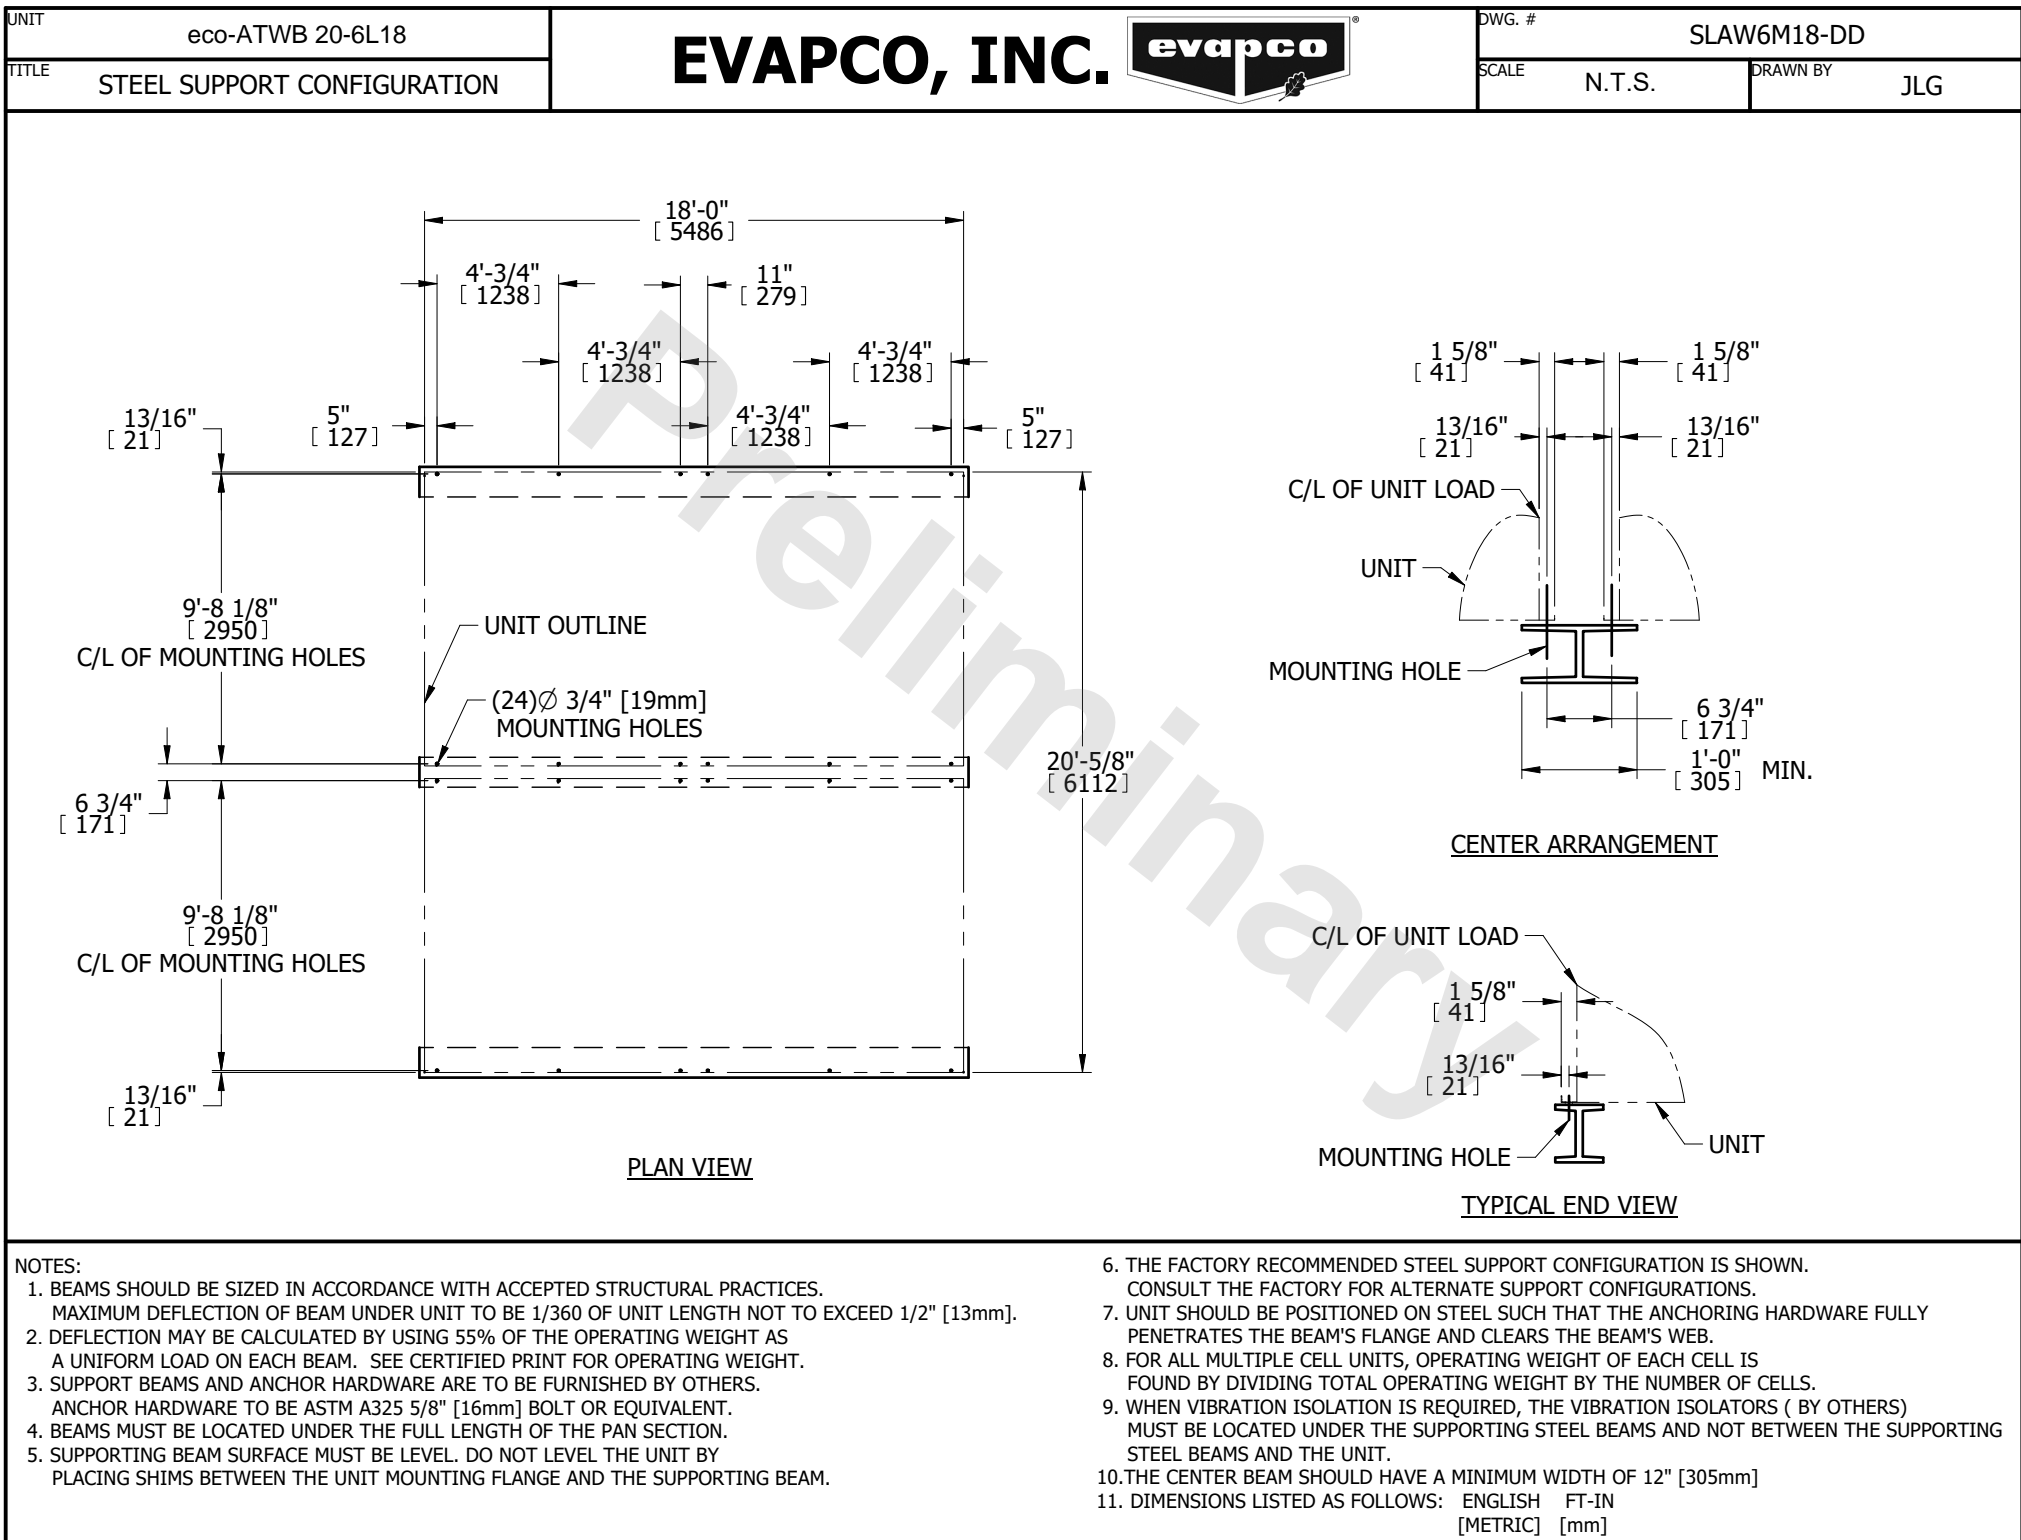 UNIT
eco-ATWB 20-6L18
TITLE
STEEL SUPPORT CONFIGURATION
EVAPCO, INC.
evapco
®
DWG. #
SLAW6M18-DD
SCALE
N.T.S.
DRAWN BY
JLG
18'-0"
[ 5486 ]
4'-3/4"
[ 1238 ]
11"
[ 279 ]
4'-3/4"
[ 1238 ]
4'-3/4"
[ 1238 ]
13/16"
[ 21 ]
5"
[ 127 ]
4'-3/4"
[ 1238 ]
5"
[ 127 ]
9'-8 1/8"
[ 2950 ]
C/L OF MOUNTING HOLES
UNIT OUTLINE
(24)Ø 3/4" [19mm]
MOUNTING HOLES
20'-5/8"
[ 6112 ]
6 3/4"
[ 171 ]
9'-8 1/8"
[ 2950 ]
C/L OF MOUNTING HOLES
13/16"
[ 21 ]
PLAN VIEW
Preliminary
1 5/8"
[ 41 ]
1 5/8"
[ 41 ]
13/16"
[ 21 ]
13/16"
[ 21 ]
C/L OF UNIT LOAD
UNIT
MOUNTING HOLE
6 3/4"
[ 171 ]
1'-0"
[ 305 ] MIN.
CENTER ARRANGEMENT
C/L OF UNIT LOAD
1 5/8"
[ 41 ]
13/16"
[ 21 ]
MOUNTING HOLE
UNIT
TYPICAL END VIEW
NOTES:
1. BEAMS SHOULD BE SIZED IN ACCORDANCE WITH ACCEPTED STRUCTURAL PRACTICES.
MAXIMUM DEFLECTION OF BEAM UNDER UNIT TO BE 1/360 OF UNIT LENGTH NOT TO EXCEED 1/2" [13mm].
2. DEFLECTION MAY BE CALCULATED BY USING 55% OF THE OPERATING WEIGHT AS
A UNIFORM LOAD ON EACH BEAM. SEE CERTIFIED PRINT FOR OPERATING WEIGHT.
3. SUPPORT BEAMS AND ANCHOR HARDWARE ARE TO BE FURNISHED BY OTHERS.
ANCHOR HARDWARE TO BE ASTM A325 5/8" [16mm] BOLT OR EQUIVALENT.
4. BEAMS MUST BE LOCATED UNDER THE FULL LENGTH OF THE PAN SECTION.
5. SUPPORTING BEAM SURFACE MUST BE LEVEL. DO NOT LEVEL THE UNIT BY
PLACING SHIMS BETWEEN THE UNIT MOUNTING FLANGE AND THE SUPPORTING BEAM.
6. THE FACTORY RECOMMENDED STEEL SUPPORT CONFIGURATION IS SHOWN.
CONSULT THE FACTORY FOR ALTERNATE SUPPORT CONFIGURATIONS.
7. UNIT SHOULD BE POSITIONED ON STEEL SUCH THAT THE ANCHORING HARDWARE FULLY
PENETRATES THE BEAM'S FLANGE AND CLEARS THE BEAM'S WEB.
8. FOR ALL MULTIPLE CELL UNITS, OPERATING WEIGHT OF EACH CELL IS
FOUND BY DIVIDING TOTAL OPERATING WEIGHT BY THE NUMBER OF CELLS.
9. WHEN VIBRATION ISOLATION IS REQUIRED, THE VIBRATION ISOLATORS ( BY OTHERS)
MUST BE LOCATED UNDER THE SUPPORTING STEEL BEAMS AND NOT BETWEEN THE SUPPORTING
STEEL BEAMS AND THE UNIT.
10.THE CENTER BEAM SHOULD HAVE A MINIMUM WIDTH OF 12" [305mm]
11. DIMENSIONS LISTED AS FOLLOWS: ENGLISH FT-IN
[METRIC] [mm]